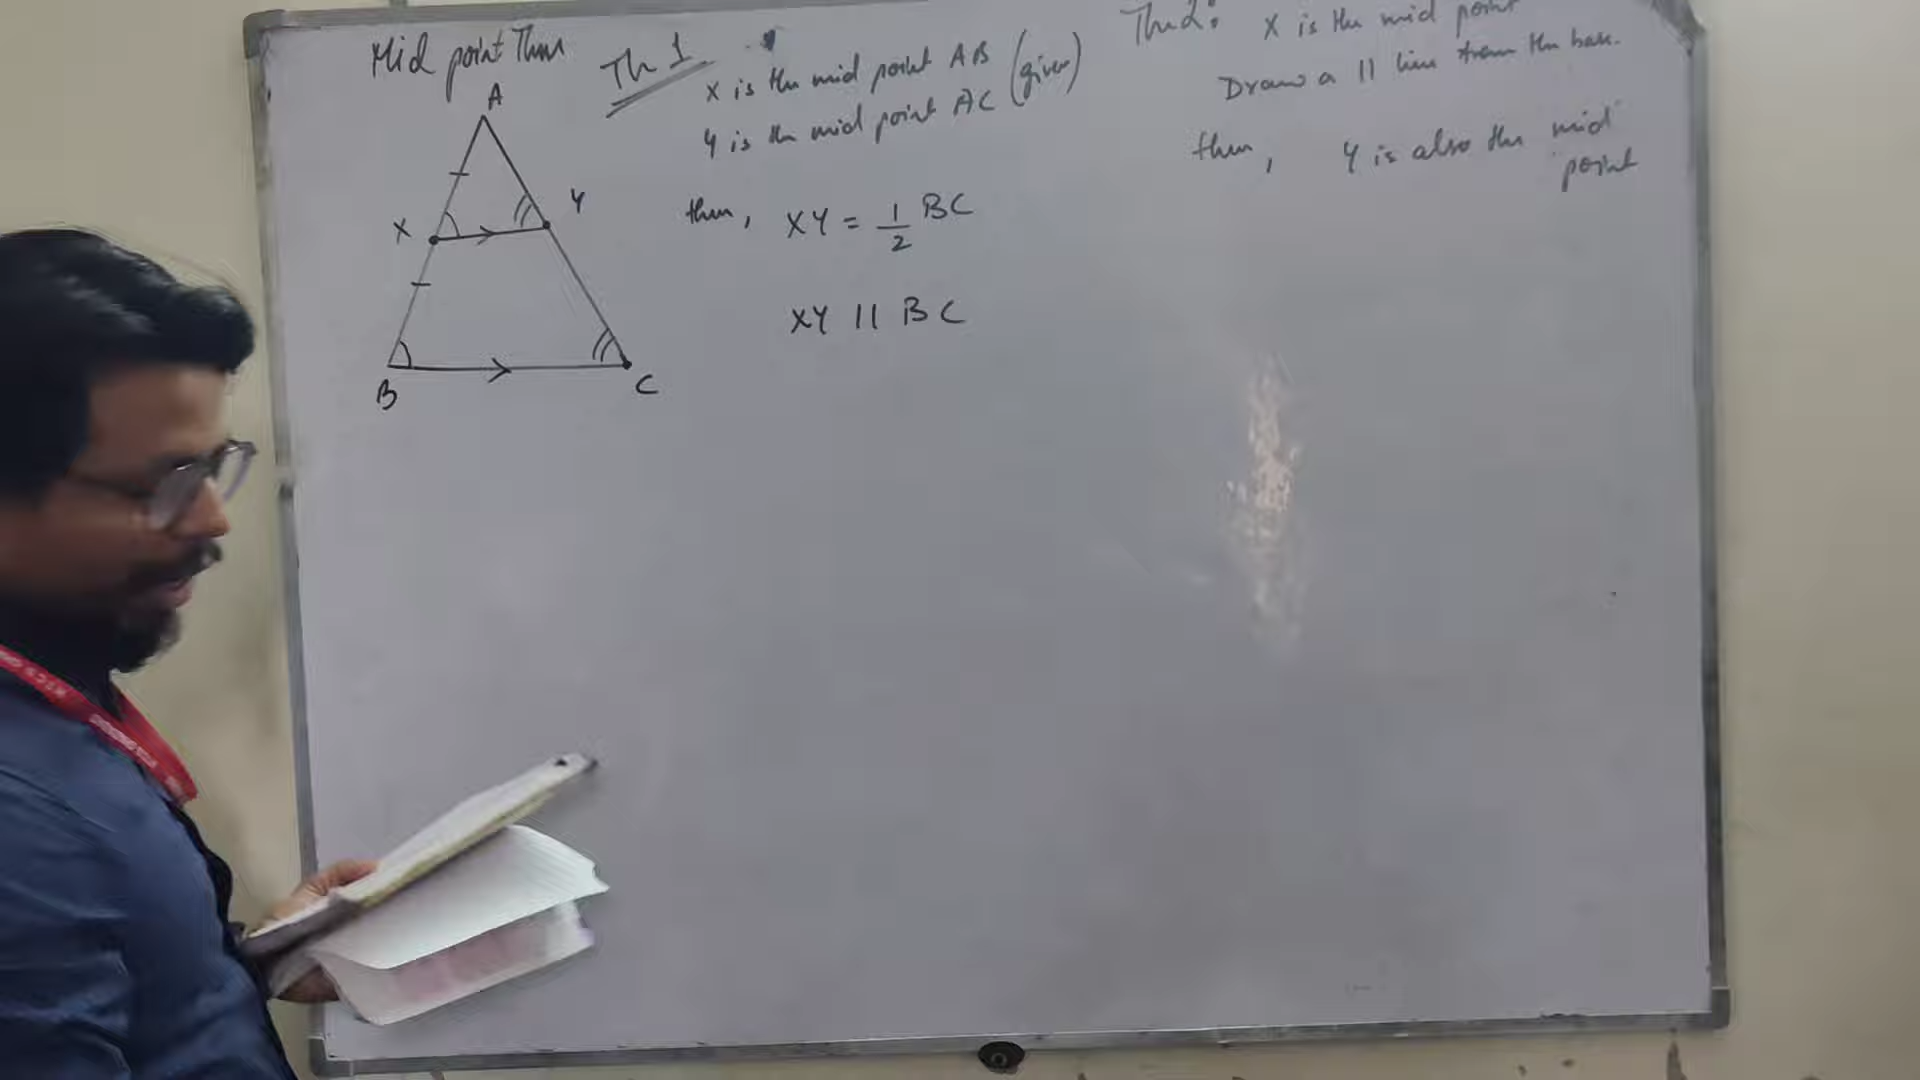 Mid point Thm
A
X
Y
B
C
Th 1
X is the mid point AB (given)
Y is the mid point AC
then, XY = 1/2 BC
XY || BC
Th 2: X is the mid point
Draw a || line from the base.
then, Y is also the mid
point